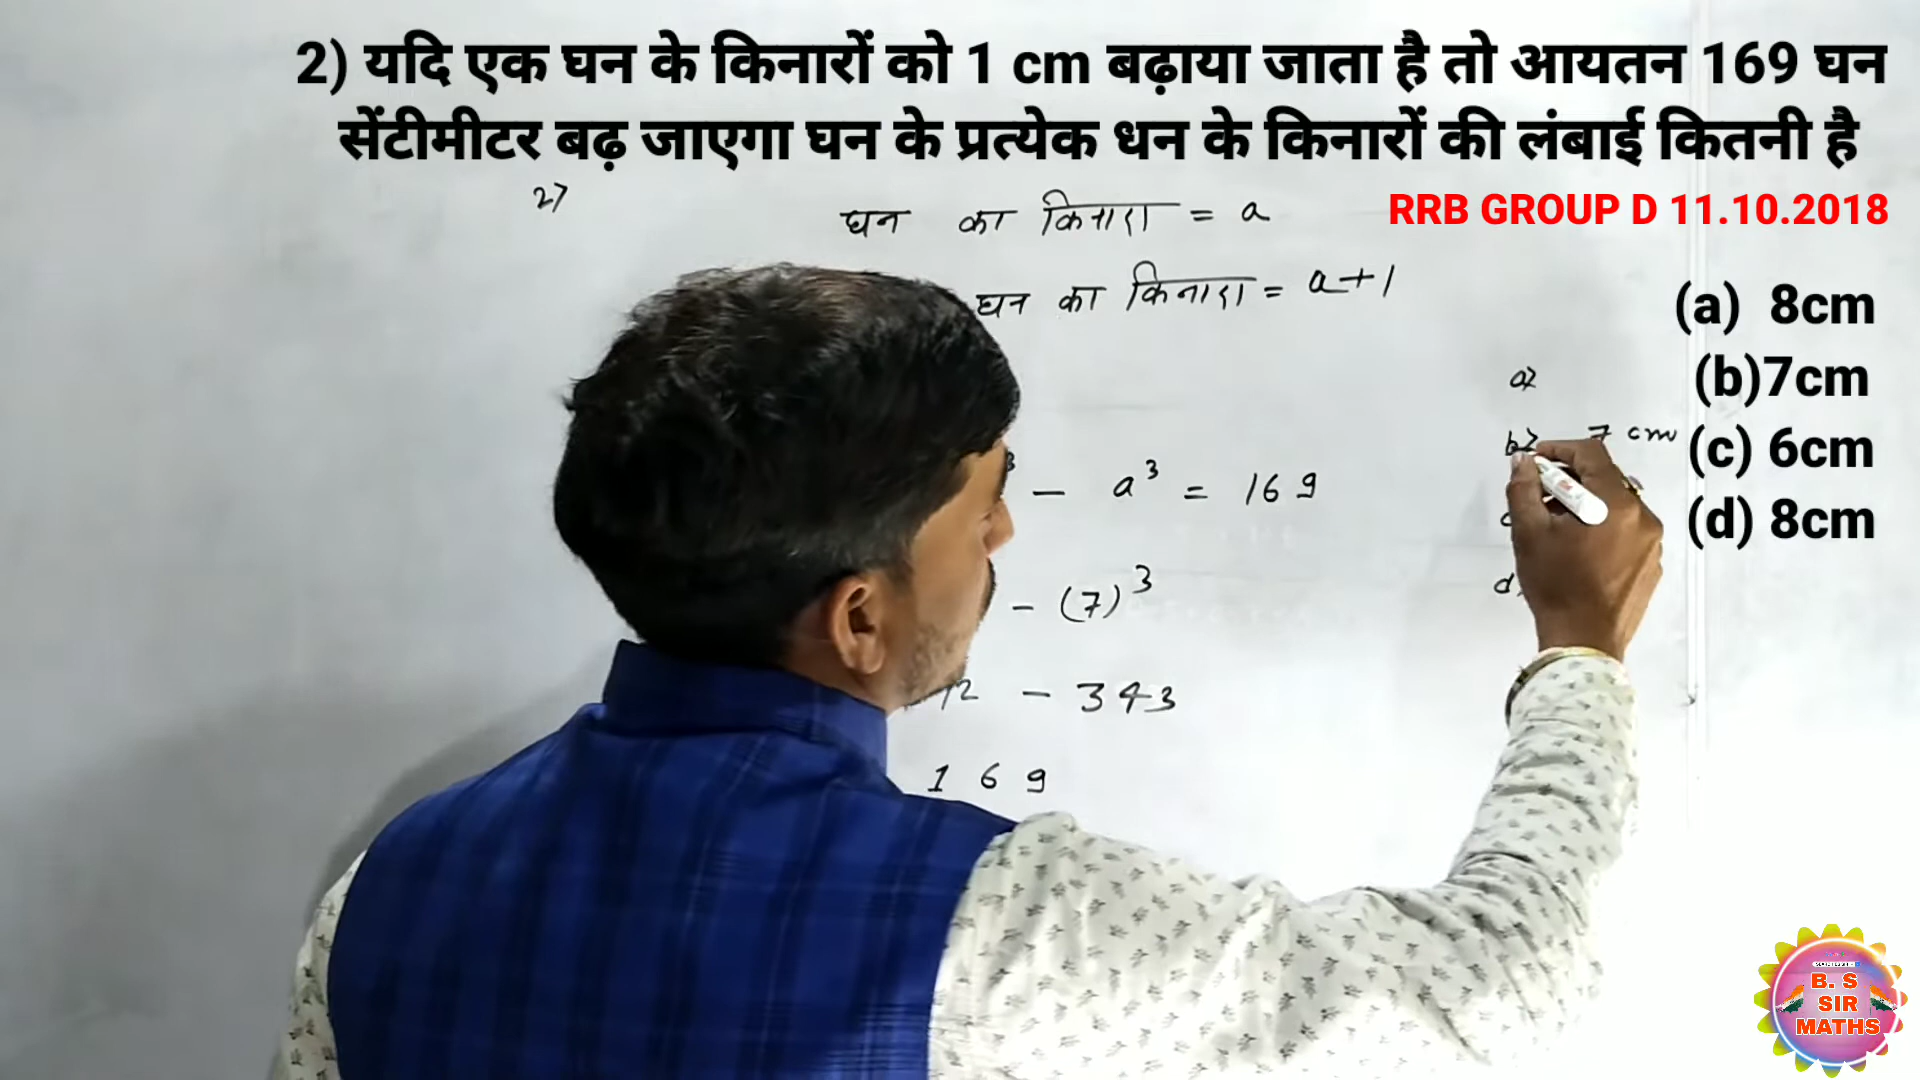 2) यदि एक घन के किनारों को 1 cm बढ़ाया जाता है तो आयतन 169 घन
सेंटीमीटर बढ़ जाएगा घन के प्रत्येक धन के किनारों की लंबाई कितनी है
RRB GROUP D 11.10.2018
2)
घन का किनारा = a
घन का किनारा = a+1
- a³ = 169
- (7)³
- 343
169
a)
b) 7 cm
d)
(a) 8cm
(b)7cm
(c) 6cm
(d) 8cm
B. S
SIR
MATHS